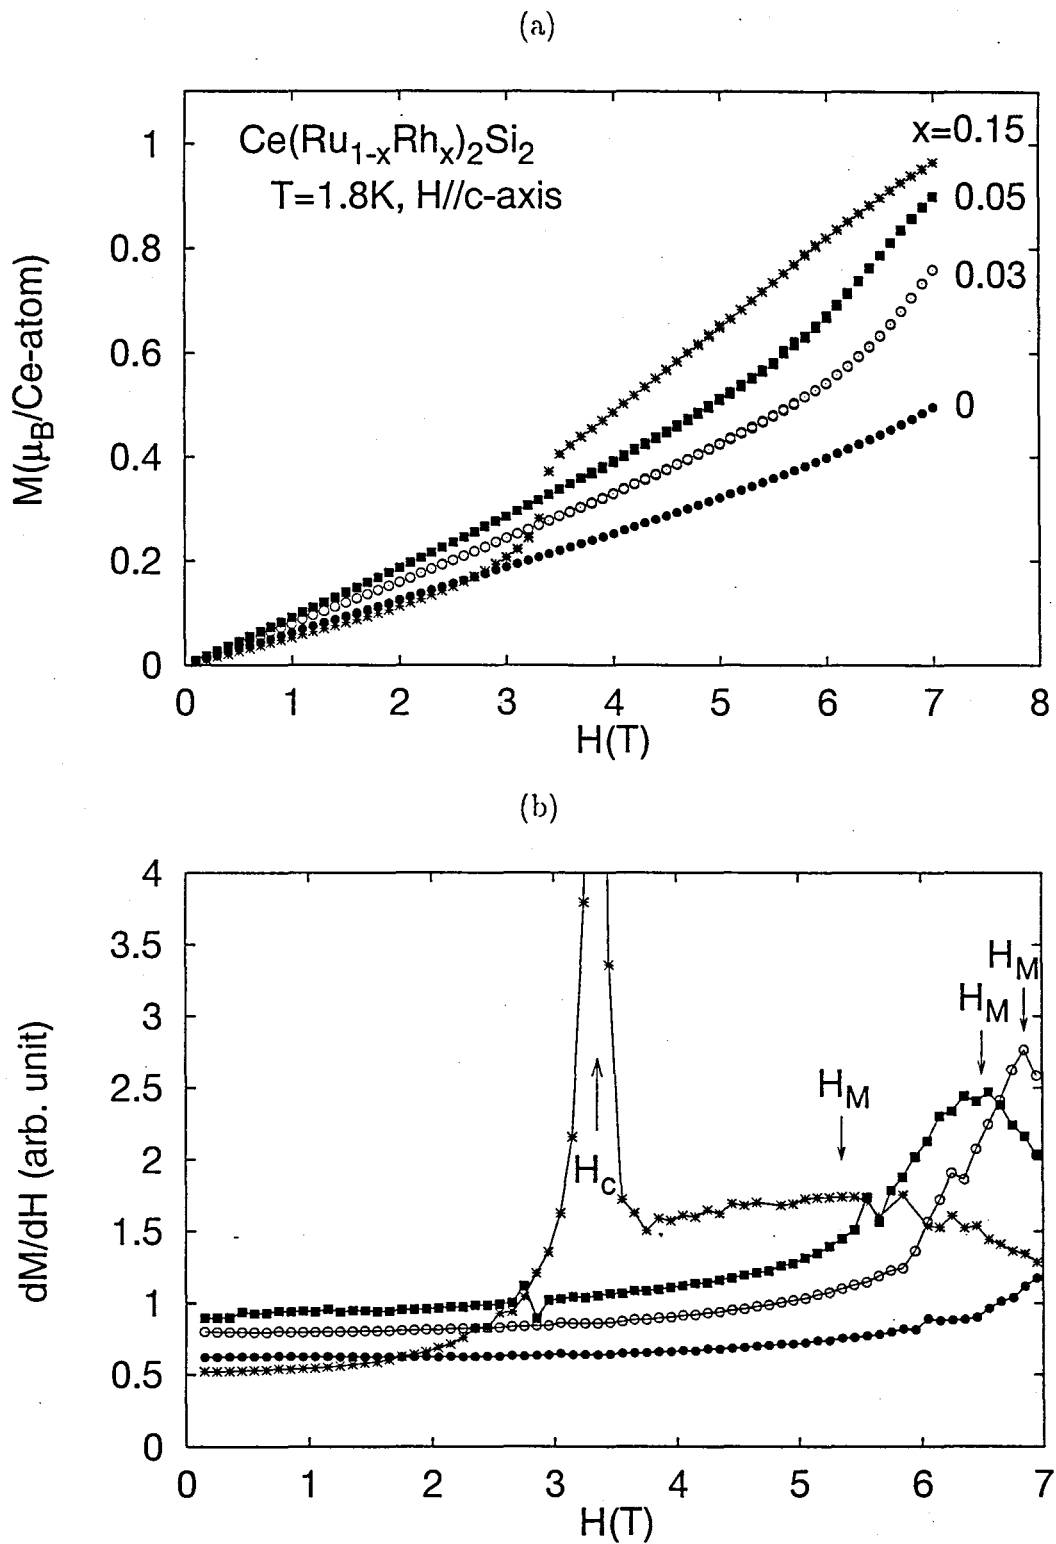 (a)
Ce(Ru1-xRhx)2Si2
T=1.8K, H//c-axis
x=0.15
0.05
0.03
0
M(μB/Ce-atom)
1
0.8
0.6
0.4
0.2
0
0 1 2 3 4 5 6 7 8
H(T)
(b)
dM/dH (arb. unit)
4
3.5
3
2.5
2
1.5
1
0.5
0
HM
HM
HM
Hc
0 1 2 3 4 5 6 7
H(T)